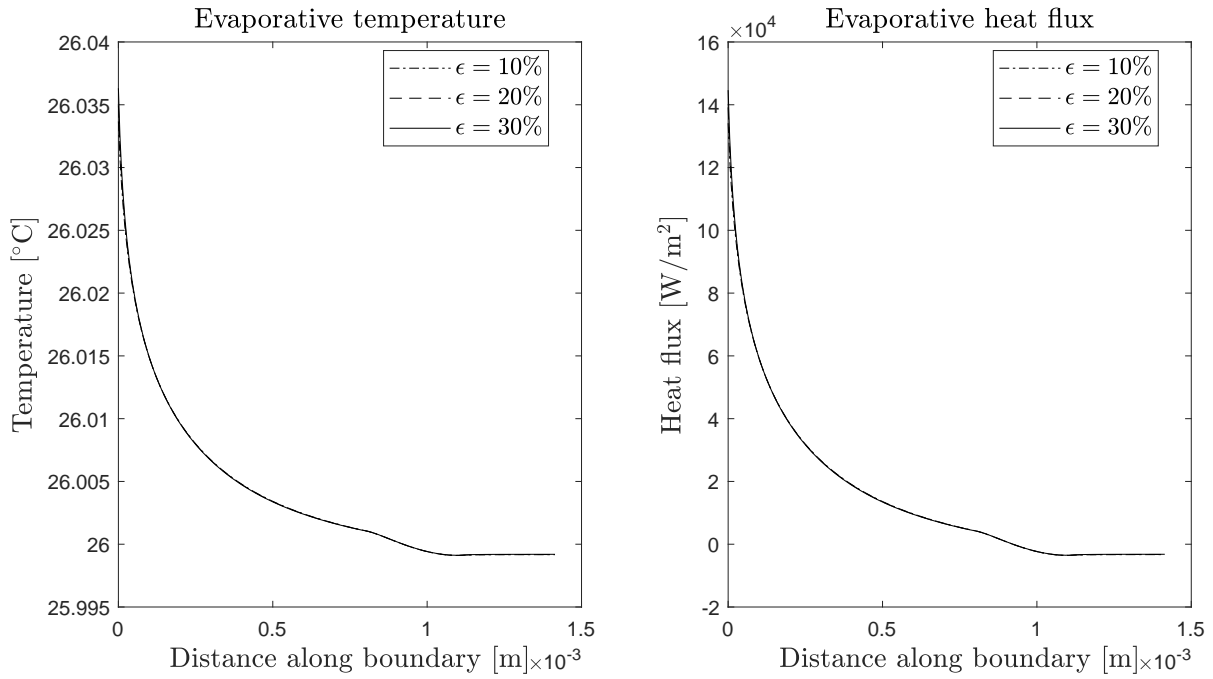 Evaporative temperature
26.04
26.035
26.03
26.025
26.02
26.015
26.01
26.005
26
25.995
Temperature [°C]
0
0.5
1
1.5
Distance along boundary [m]
×10⁻³
ϵ = 10%
ϵ = 20%
ϵ = 30%
Evaporative heat flux
×10⁴
16
14
12
10
8
6
4
2
0
-2
Heat flux [W/m²]
0
0.5
1
1.5
Distance along boundary [m]
×10⁻³
ϵ = 10%
ϵ = 20%
ϵ = 30%